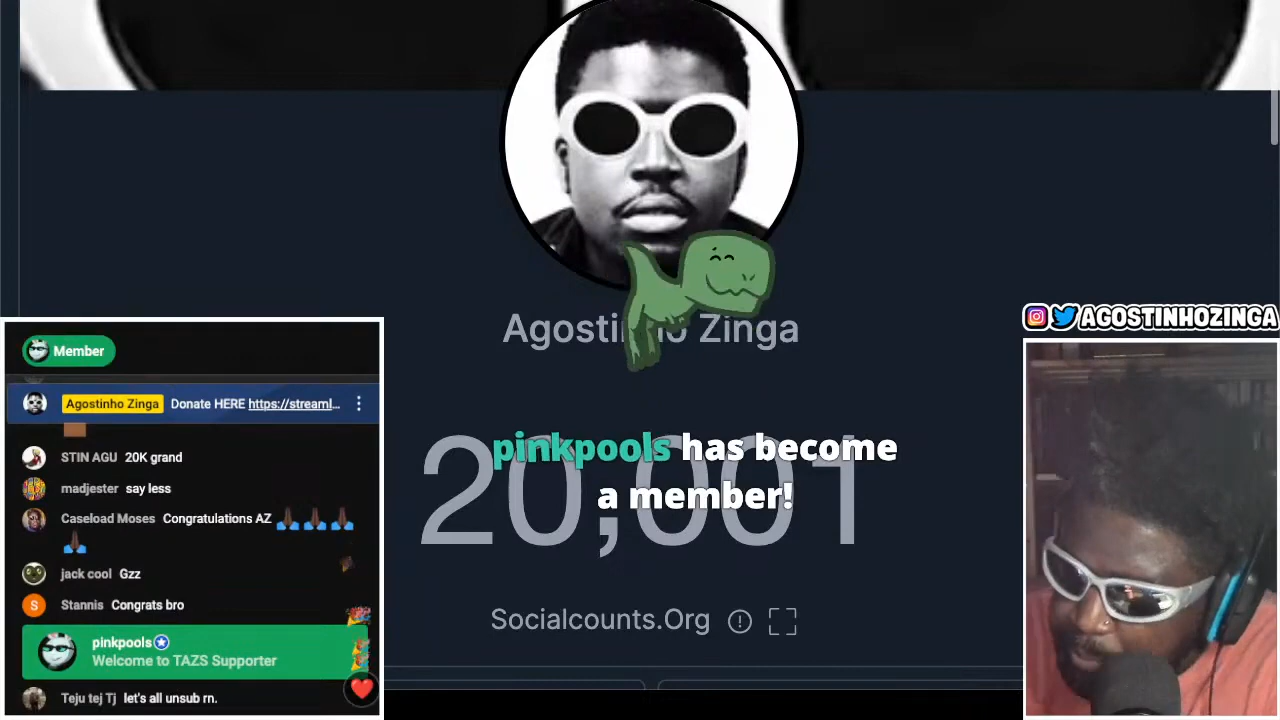 Agostinho Zinga
pinkpools has become
a member!
20,001
Socialcounts.Org
Member
Agostinho Zinga Donate HERE https://streaml...
STIN AGU 20K grand
madjester say less
Caseload Moses Congratulations AZ
jack cool Gzz
Stannis Congrats bro
pinkpools
Welcome to TAZS Supporter
Teju tej Tj let's all unsub rn.
AGOSTINHOZINGA